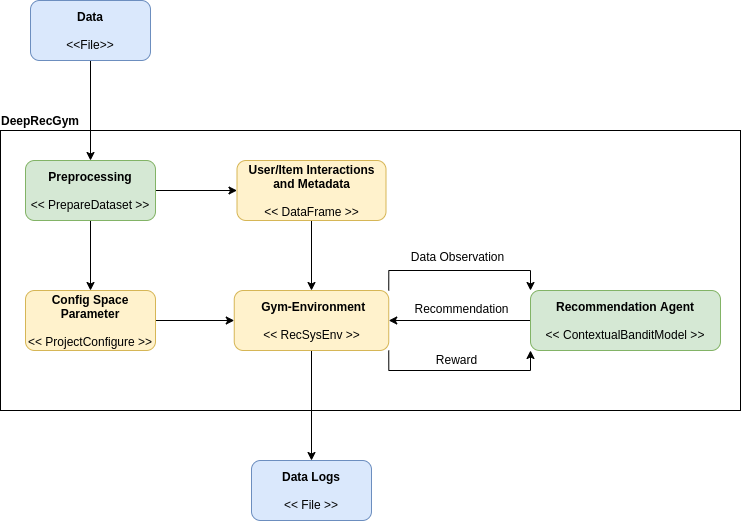 Data
<<File>>
DeepRecGym
Preprocessing
<< PrepareDataset >>
User/Item Interactions
and Metadata
<< DataFrame >>
Data Observation
Config Space
Parameter
<< ProjectConfigure >>
Gym-Environment
<< RecSysEnv >>
Recommendation
Recommendation Agent
<< ContextualBanditModel >>
Reward
Data Logs
<< File >>